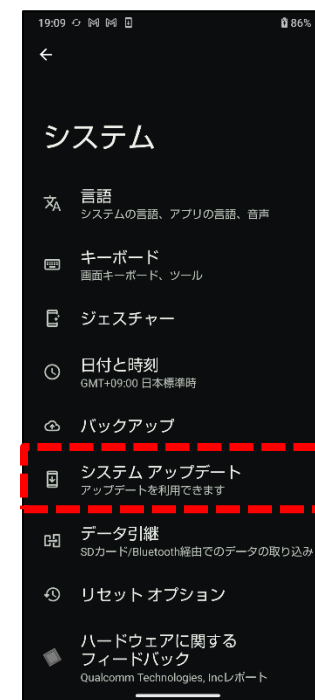 19:09 86%
システム
言語
システムの言語、アプリの言語、音声
キーボード
画面キーボード、ツール
ジェスチャー
日付と時刻
GMT+09:00 日本標準時
バックアップ
システム アップデート
アップデートを利用できます
データ引継
SDカード/Bluetooth経由でのデータの取り込み
リセット オプション
ハードウェアに関する
フィードバック
Qualcomm Technologies, Incレポート